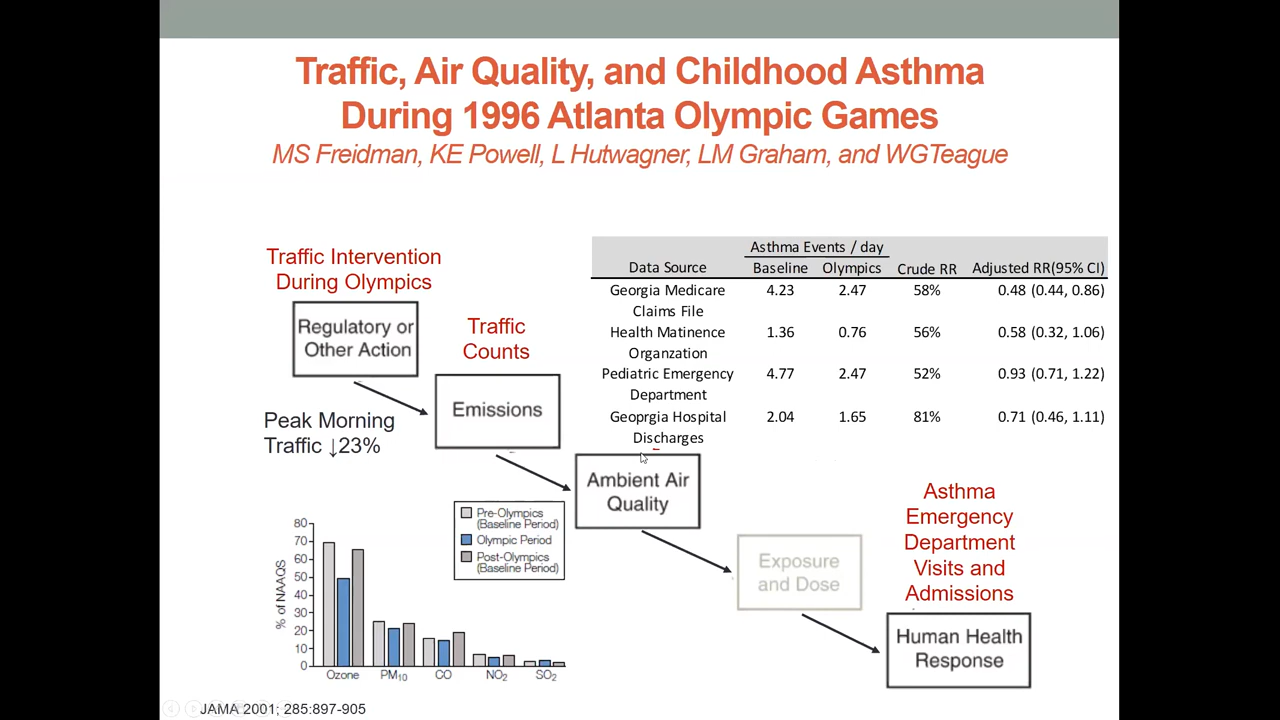 Traffic, Air Quality, and Childhood Asthma
During 1996 Atlanta Olympic Games
MS Freidman, KE Powell, L Hutwagner, LM Graham, and WGTeague
Traffic Intervention
During Olympics
Regulatory or
Other Action
Traffic
Counts
Emissions
Peak Morning
Traffic ↓23%
Asthma Events / day
Data Source Baseline Olympics Crude RR Adjusted RR(95% CI)
Georgia Medicare 4.23 2.47 58% 0.48 (0.44, 0.86)
Claims File
Health Matinence 1.36 0.76 56% 0.58 (0.32, 1.06)
Organzation
Pediatric Emergency 4.77 2.47 52% 0.93 (0.71, 1.22)
Department
Geoprgia Hospital 2.04 1.65 81% 0.71 (0.46, 1.11)
Discharges
Ambient Air
Quality
Exposure
and Dose
Asthma
Emergency
Department
Visits and
Admissions
Human Health
Response
Pre-Olympics
(Baseline Period)
Olympic Period
Post-Olympics
(Baseline Period)
% of NAAQS
80
70
60
50
40
30
20
10
0
Ozone PM10 CO NO2 SO2
JAMA 2001; 285:897-905